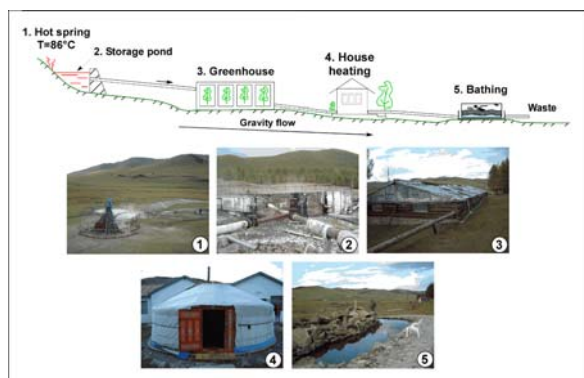 1. Hot spring
T=86°C
2. Storage pond
3. Greenhouse
4. House
heating
5. Bathing
Waste
Gravity flow
1
2
3
4
5